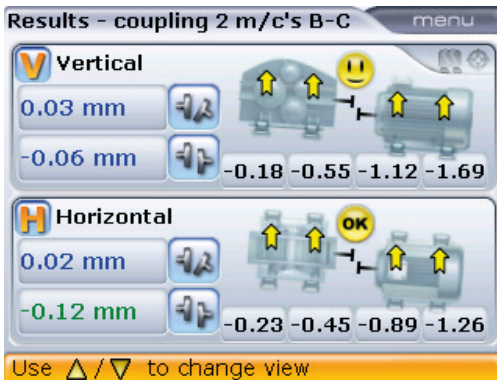 Results - coupling 2 m/c's B-C menu
V Vertical
0.03 mm
-0.06 mm
-0.18 -0.55 -1.12 -1.69
H Horizontal
OK
0.02 mm
-0.12 mm
-0.23 -0.45 -0.89 -1.26
Use △/▽ to change view